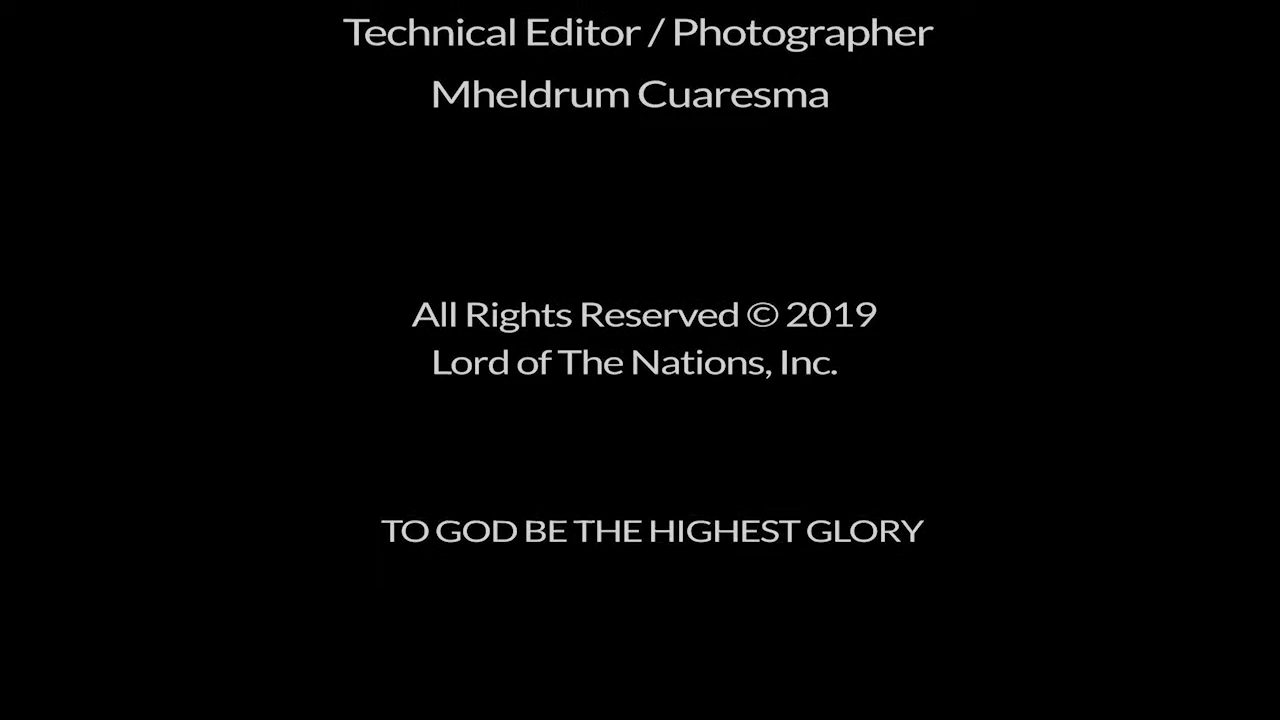 Technical Editor / Photographer
Mheldrum Cuaresma
All Rights Reserved © 2019
Lord of The Nations, Inc.
TO GOD BE THE HIGHEST GLORY